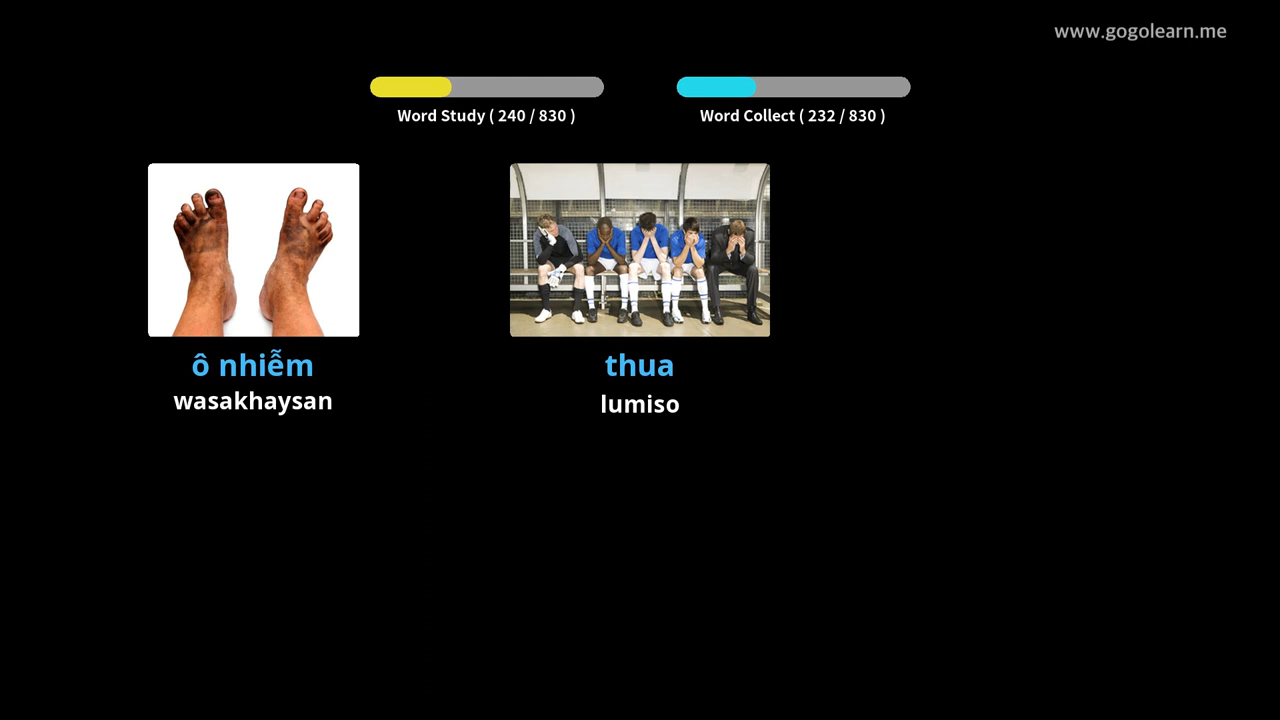 www.gogolearn.me
Word Study ( 240 / 830 )
Word Collect ( 232 / 830 )
ô nhiễm
wasakhaysan
thua
lumiso